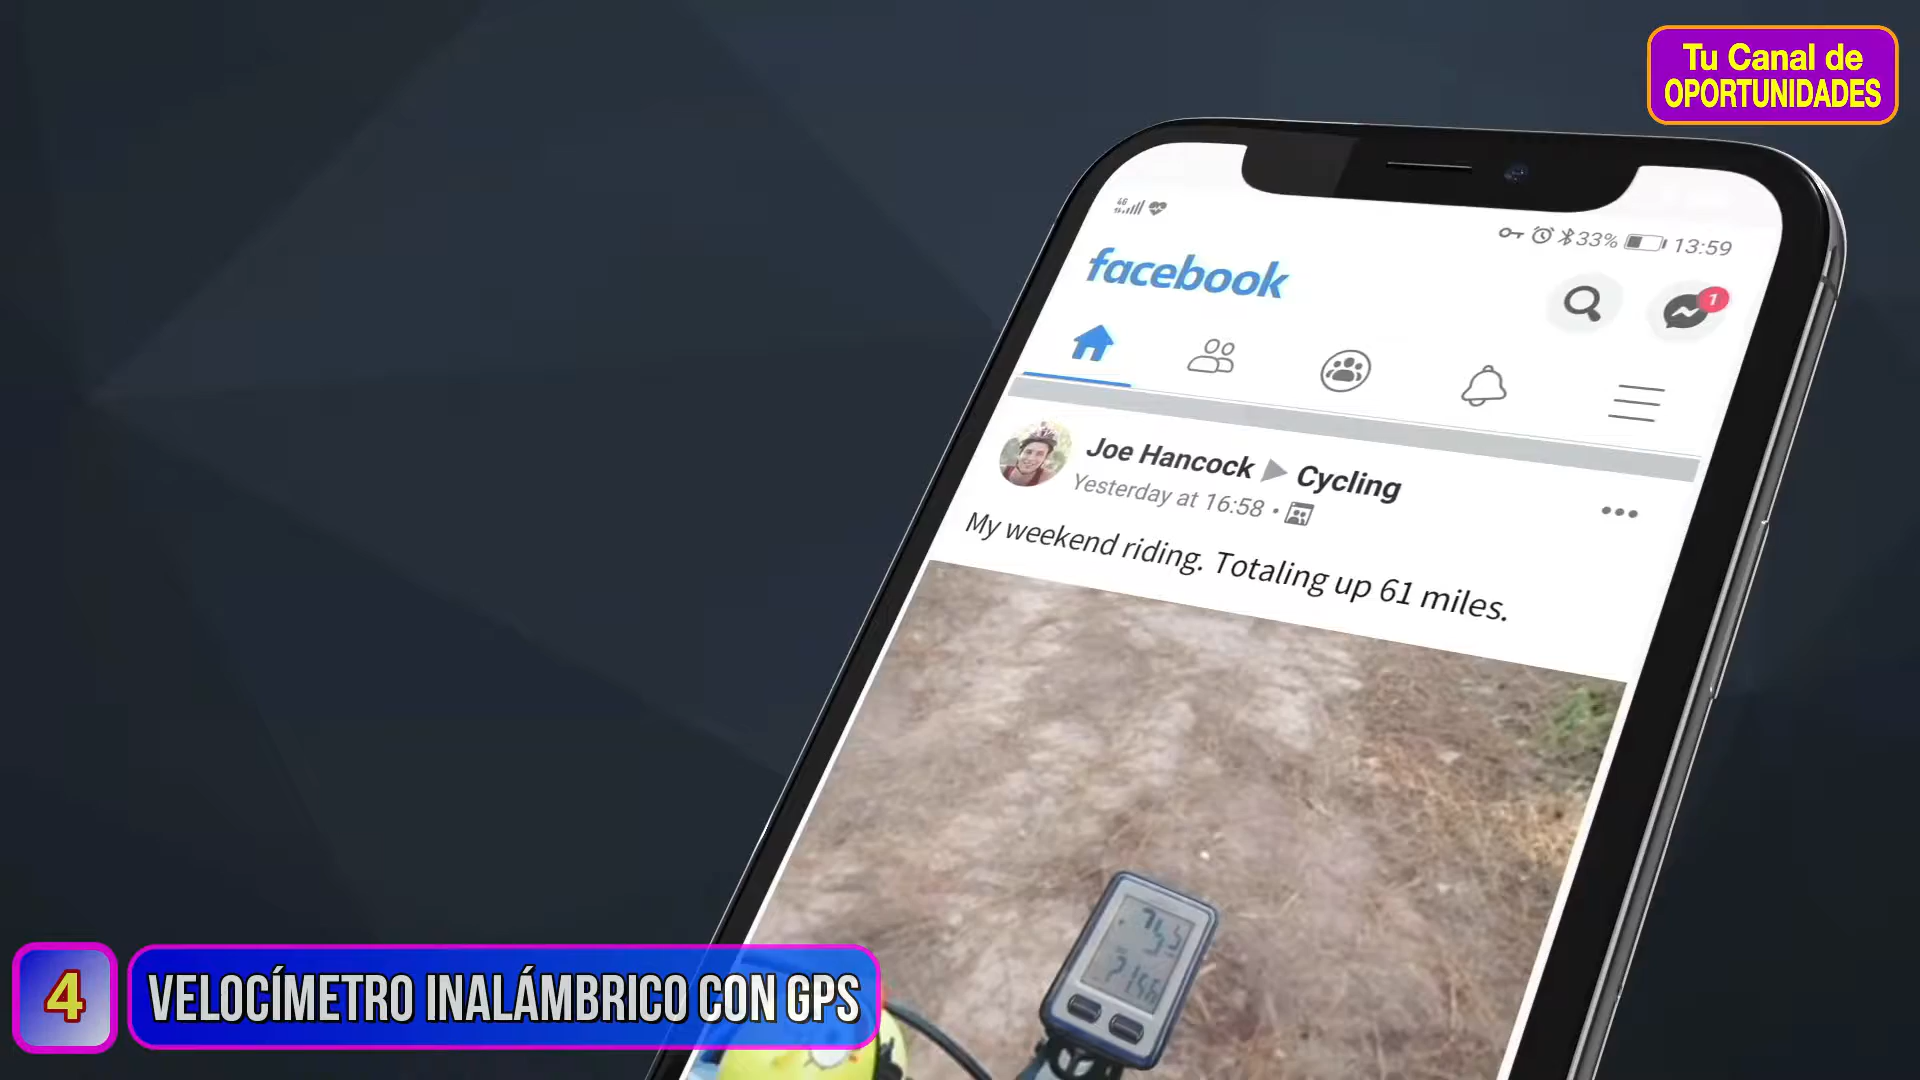 Tu Canal de
OPORTUNIDADES
4G
33% 13:59
facebook
1
Joe Hancock ▶ Cycling
Yesterday at 16:58 •
My weekend riding. Totaling up 61 miles.
4
VELOCÍMETRO INALÁMBRICO CON GPS